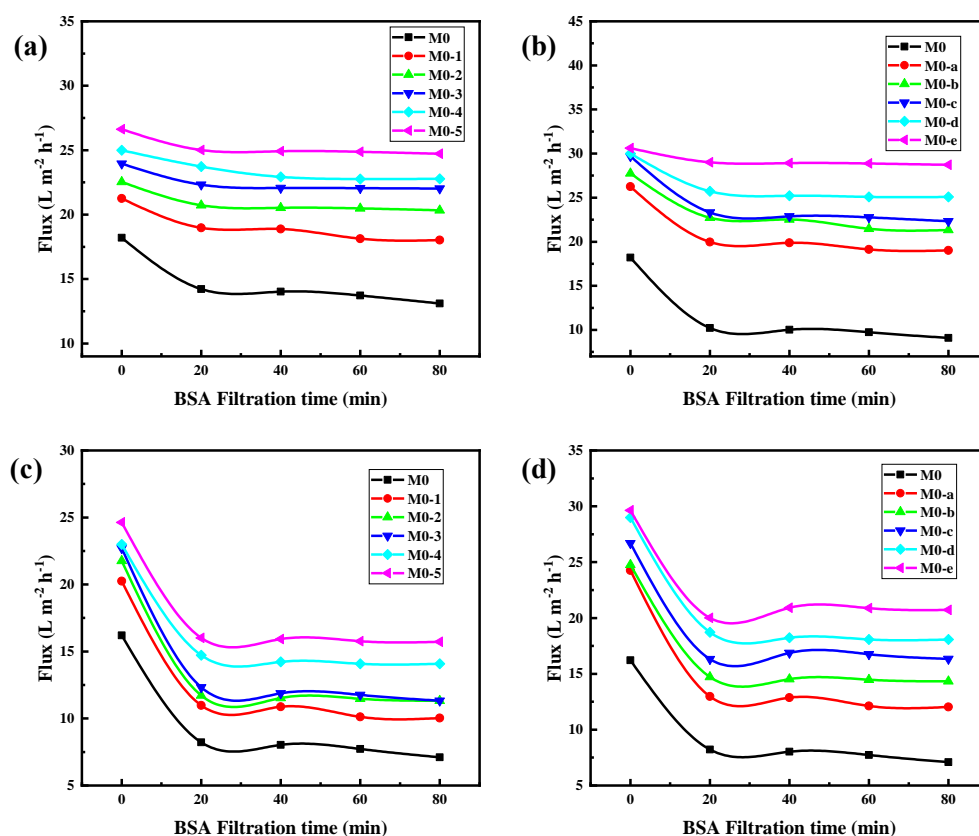 (a)
35
30
25
20
15
10
Flux (L m⁻² h⁻¹)
M0
M0-1
M0-2
M0-3
M0-4
M0-5
0 20 40 60 80
BSA Filtration time (min)
(b)
45
40
35
30
25
20
15
10
Flux (L m⁻² h⁻¹)
M0
M0-a
M0-b
M0-c
M0-d
M0-e
0 20 40 60 80
BSA Filtration time (min)
(c)
30
25
20
15
10
5
Flux (L m⁻² h⁻¹)
M0
M0-1
M0-2
M0-3
M0-4
M0-5
0 20 40 60 80
BSA Filtration time (min)
(d)
35
30
25
20
15
10
5
Flux (L m⁻² h⁻¹)
M0
M0-a
M0-b
M0-c
M0-d
M0-e
0 20 40 60 80
BSA Filtration time (min)